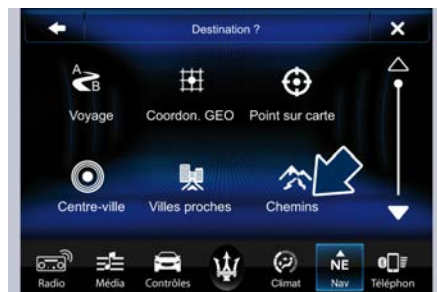 Destination ?
A
B
Voyage Coordon. GEO Point sur carte
Centre-ville Villes proches Chemins
NE
Radio Média Contrôles Climat Nav Téléphon